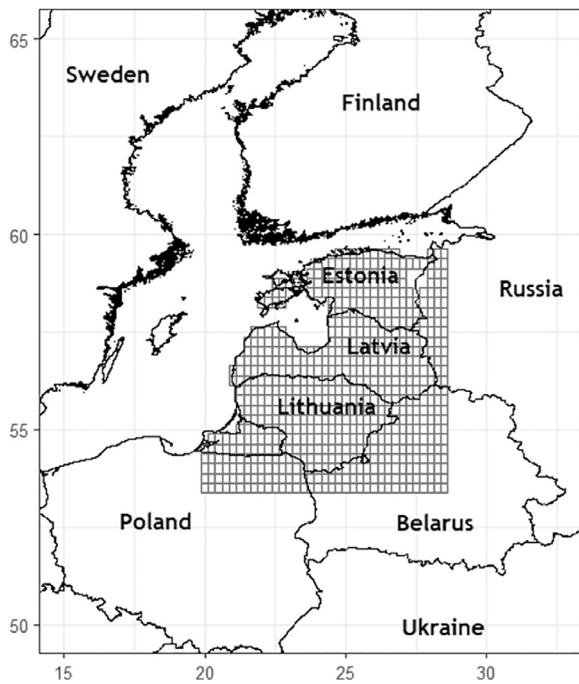 65
Sweden
Finland
60
Estonia
Russia
Latvia
Lithuania
55
Poland
Belarus
50
Ukraine
15 20 25 30